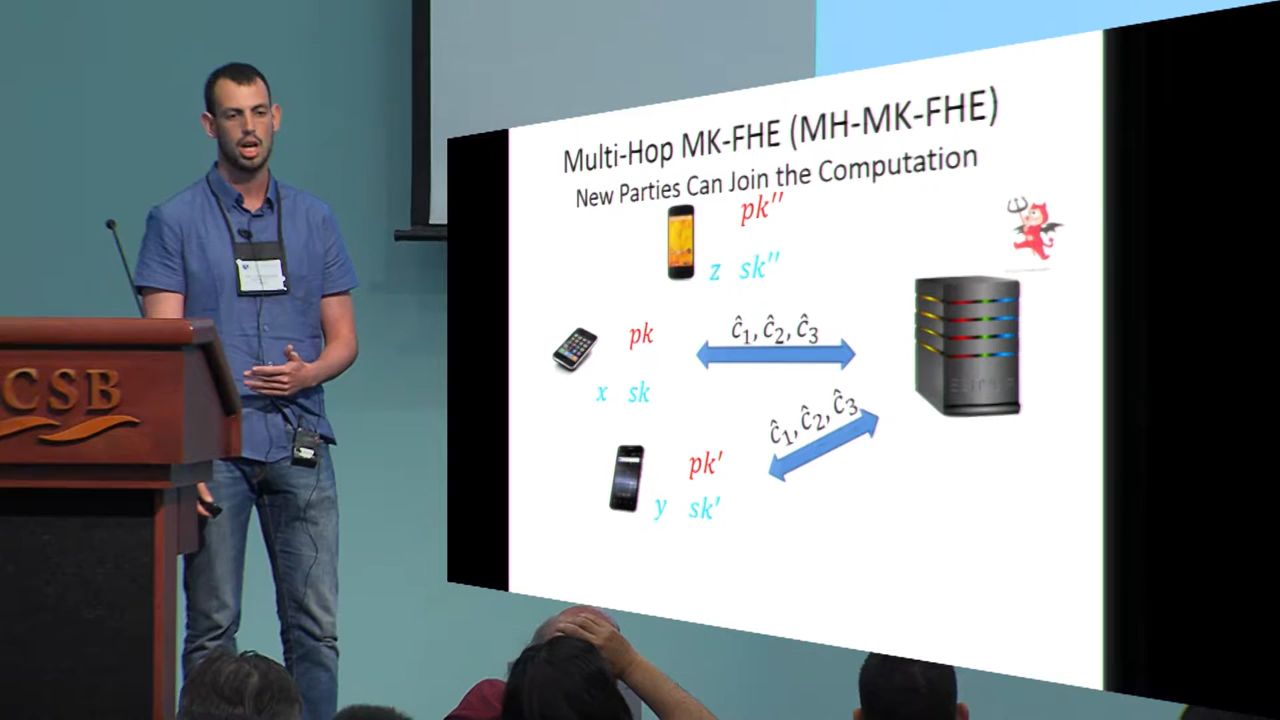 Multi-Hop MK-FHE (MH-MK-FHE)
New Parties Can Join the Computation
pk''
z sk''
pk
ĉ₁, ĉ₂, ĉ₃
x sk
ĉ₁, ĉ₂, ĉ₃
pk'
y sk'
CSB